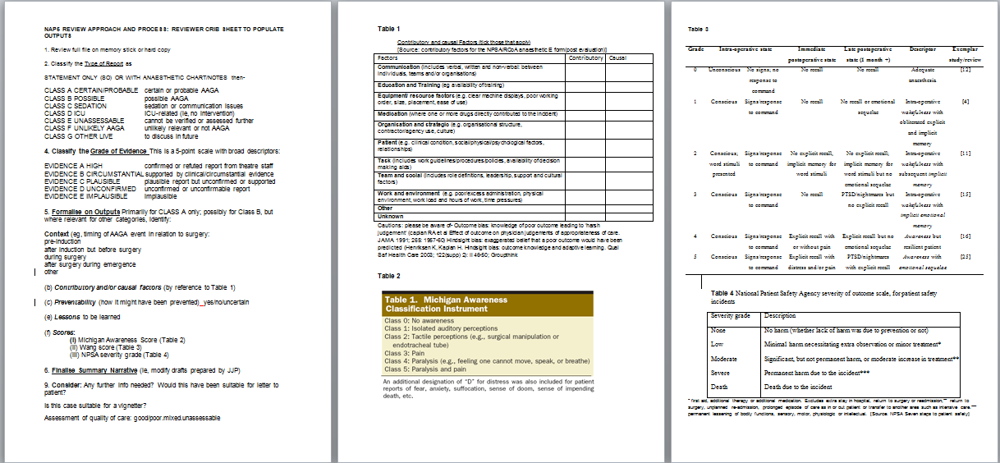 NAP5 REVIEW APPROACH AND PROCESS: REVIEWER CRIB SHEET TO POPULATE
OUTPUTS
1. Review full file on memory stick or hard copy
2. Classify the Type of Report as
STATEMENT ONLY (SO) OR WITH ANAESTHETIC CHART/NOTES then-
CLASS A CERTAIN/PROBABLE certain or probable AAGA
CLASS B POSSIBLE possible AAGA
CLASS C SEDATION sedation or communication issues
CLASS D ICU ICU-related (ie, no intervention)
CLASS E UNASSESSABLE cannot be verified or assessed further
CLASS F UNLIKELY AAGA unlikely relevant or not AAGA
CLASS G OTHER LIVE to discuss in future
4. Classify the Grade of Evidence This is a 5-point scale with broad descriptors:
EVIDENCE A HIGH confirmed or refuted report from theatre staff
EVIDENCE B CIRCUMSTANTIAL supported by clinical/circumstantial evidence
EVIDENCE C PLAUSIBLE plausible report but unconfirmed or supported
EVIDENCE D UNCONFIRMED unconfirmed or unconfirmable report
EVIDENCE E IMPLAUSIBLE implausible
5. Formalise on Outputs Primarily for CLASS A; possibly for Class B, but
where relevant for other categories, identify:
Context (eg, timing of AAGA event in relation to surgery:
pre-induction
after induction but before surgery
during surgery
after surgery during emergence
other
(b) Contributory and/or causal factors (by reference to Table 1)
(c) Preventability (how it might have been prevented)_yes/no/uncertain
(e) Lessons to be learned
(f) Scores:
(i) Michigan Awareness Score (Table 2)
(ii) Wang score (Table 3)
(iii) NPSA severity grade (Table 4)
6. Finalise Summary Narrative (ie, modify drafts prepared by JJP)
9. Consider: Any further info needed? Would this have been suitable for letter to
patient?
Is this case suitable for a vignetter?
Assessment of quality of care: good/poor.mixed.unassessable
Table 1
Contributory and causal Factors (tick those that apply)
[Source: contributory factors for the NPSA/RCoA anaesthetic E form(post evaluation)]
Factors Contributory Causal
Communication (includes verbal, written and non-verbal: between
individuals, teams and/or organisations)
Education and Training (eg availability of training)
Equipment/ resource factors (e.g. clear machine displays, poor working
order, size, placement, ease of use)
Medication (where one or more drugs directly contributed to the incident)
Organisation and strategic (e.g. organisational structure,
contractor/agency use, culture)
Patient (e.g. clinical condition, social/physical/psychological factors,
relationships)
Task (includes work guidelines/procedures/policies, availability of decision
making aids)
Team and social (includes role definitions, leadership, support and cultural
factors)
Work and environment (e.g. poor/excess administration, physical
environment, work load and hours of work, time pressures)
Other
Unknown
Cautions: please be aware of- Outcome bias: knowledge of poor outcome leading to 'harsh
judgement' (caplan RA et al Effect of outcome on physician judgements of appropriateness of care.
JAMA 1991; 265: 1957-60) Hindsight bias: exaggerated belief that a poor outcome would have been
predicted (Henriksen K, Kaplan H. Hindsight bias: outcome knowledge and adaptive learning. Qual
Saf Health Care 2003; 122(supp) 2): ii 46-50; Groupthink
Table 2
Table 1. Michigan Awareness
Classification Instrument
Class 0: No awareness
Class 1: Isolated auditory perceptions
Class 2: Tactile perceptions (e.g., surgical manipulation or
endotracheal tube)
Class 3: Pain
Class 4: Paralysis (e.g., feeling one cannot move, speak, or breathe)
Class 5: Paralysis and pain
An additional designation of "D" for distress was also included for patient
reports of fear, anxiety, suffocation, sense of doom, sense of impending
death, etc.
Table 3
Grade Intra-operative state Immediate Late postoperative Descriptor Exemplar
postoperative state state (1 month +) study/review
0 Unconscious No signs; no No recall No recall Adequate [12]
response to anaesthesia
command
1 Conscious Signs/response No recall No recall or emotional Intra-operative [4]
to command sequelae wakefulness with
obliterated explicit
and implicit
memory
2 Conscious; Signs/response No explicit recall; No explicit recall; Intra-operative [11]
word stimuli to command implicit memory for implicit memory for wakefulness with
presented word stimuli word stimuli but no subsequent implicit
emotional sequelae memory
3 Conscious Signs/response No recall PTSD/nightmares but Intra-operative [15]
to command no explicit recall wakefulness with
implicit emotional
memory
4 Conscious Signs/response Explicit recall with Explicit recall but no Awareness but [16]
to command or without pain emotional sequelae resilient patient
5 Conscious Signs/response Explicit recall with PTSD/nightmares Awareness with [25]
to command distress and/or pain with explicit recall emotional sequelae
Table 4 National Patient Safety Agency severity of outcome scale, for patient safety
incidents
Severity grade Description
None No harm (whether lack of harm was due to prevention or not)
Low Minimal harm necessitating extra observation or minor treatment*
Moderate Significant, but not permanent harm, or moderate increase in treatment**
Severe Permanent harm due to the incident***
Death Death due to the incident
* first aid, additional therapy or additional medication. Excludes extra stay in hospital, return to surgery or readmission;** return to
surgery, unplanned re-admission, prolonged episode of care as in or out patient or transfer to another area such as intensive care.***
permanent lessening of bodily functions, sensory, motor, physiologic or intellectual. [Source: NPSA Seven steps to patient safety]